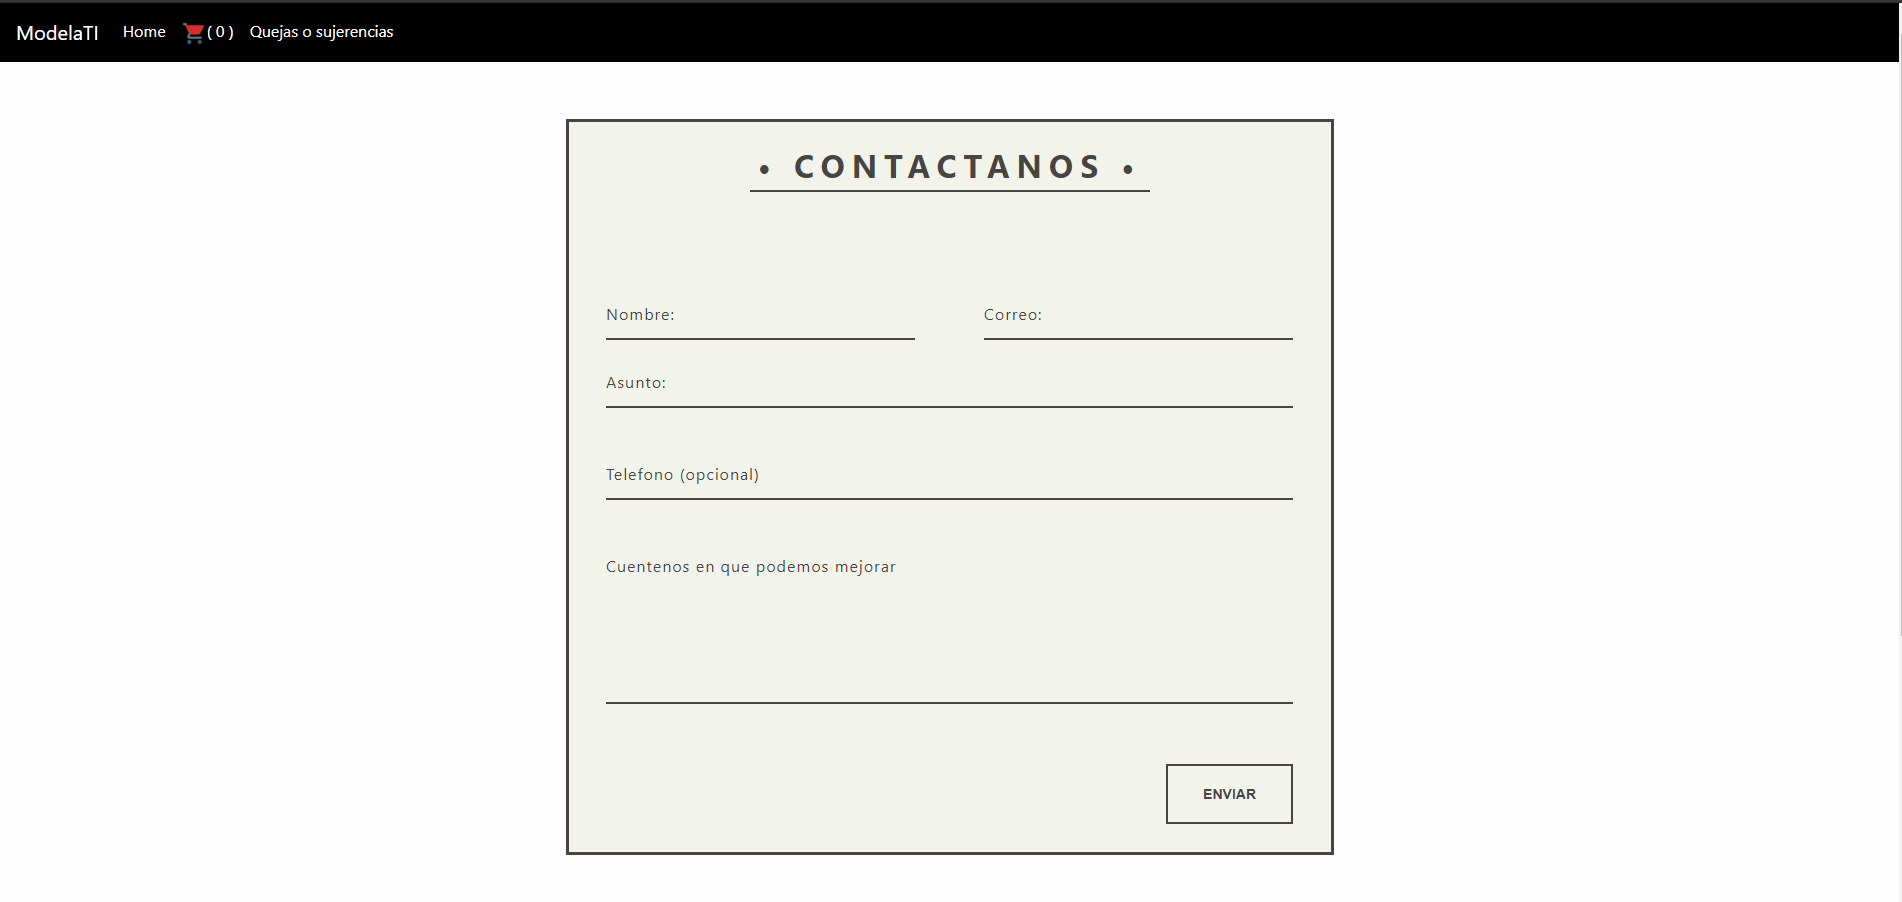 ModelaTI Home ( 0 ) Quejas o sujerencias
• CONTACTANOS •
Nombre: Correo:
Asunto:
Telefono (opcional)
Cuentenos en que podemos mejorar
ENVIAR